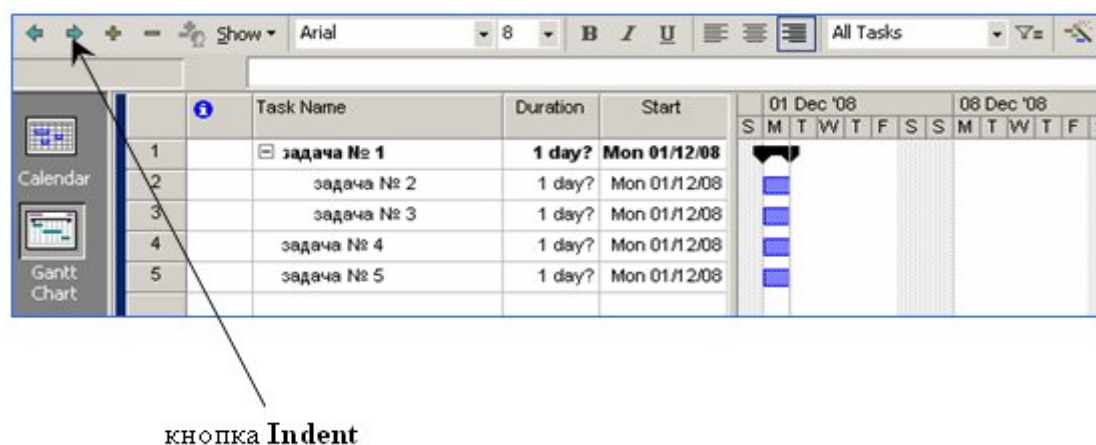 Show Arial 8 B I U All Tasks
Task Name Duration Start 01 Dec '08 08 Dec '08
S M T W T F S S M T W T F
1 задача № 1 1 day? Mon 01/12/08
Calendar
2 задача № 2 1 day? Mon 01/12/08
3 задача № 3 1 day? Mon 01/12/08
4 задача № 4 1 day? Mon 01/12/08
Gantt
Chart
5 задача № 5 1 day? Mon 01/12/08
кнопка Indent